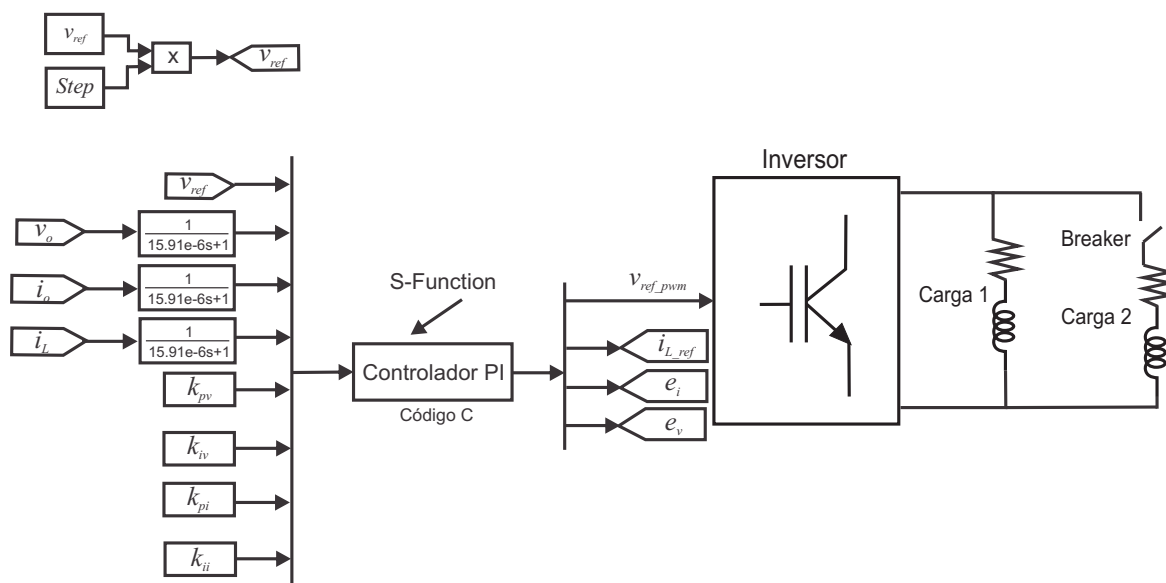 v_ref
Step
x
v_ref
v_ref
v_o
1
15.91e-6s+1
i_o
1
15.91e-6s+1
i_L
1
15.91e-6s+1
k_pv
k_iv
k_pi
k_ii
S-Function
Controlador PI
Código C
v_ref_pwm
i_L_ref
e_i
e_v
Inversor
Carga 1
Breaker
Carga 2